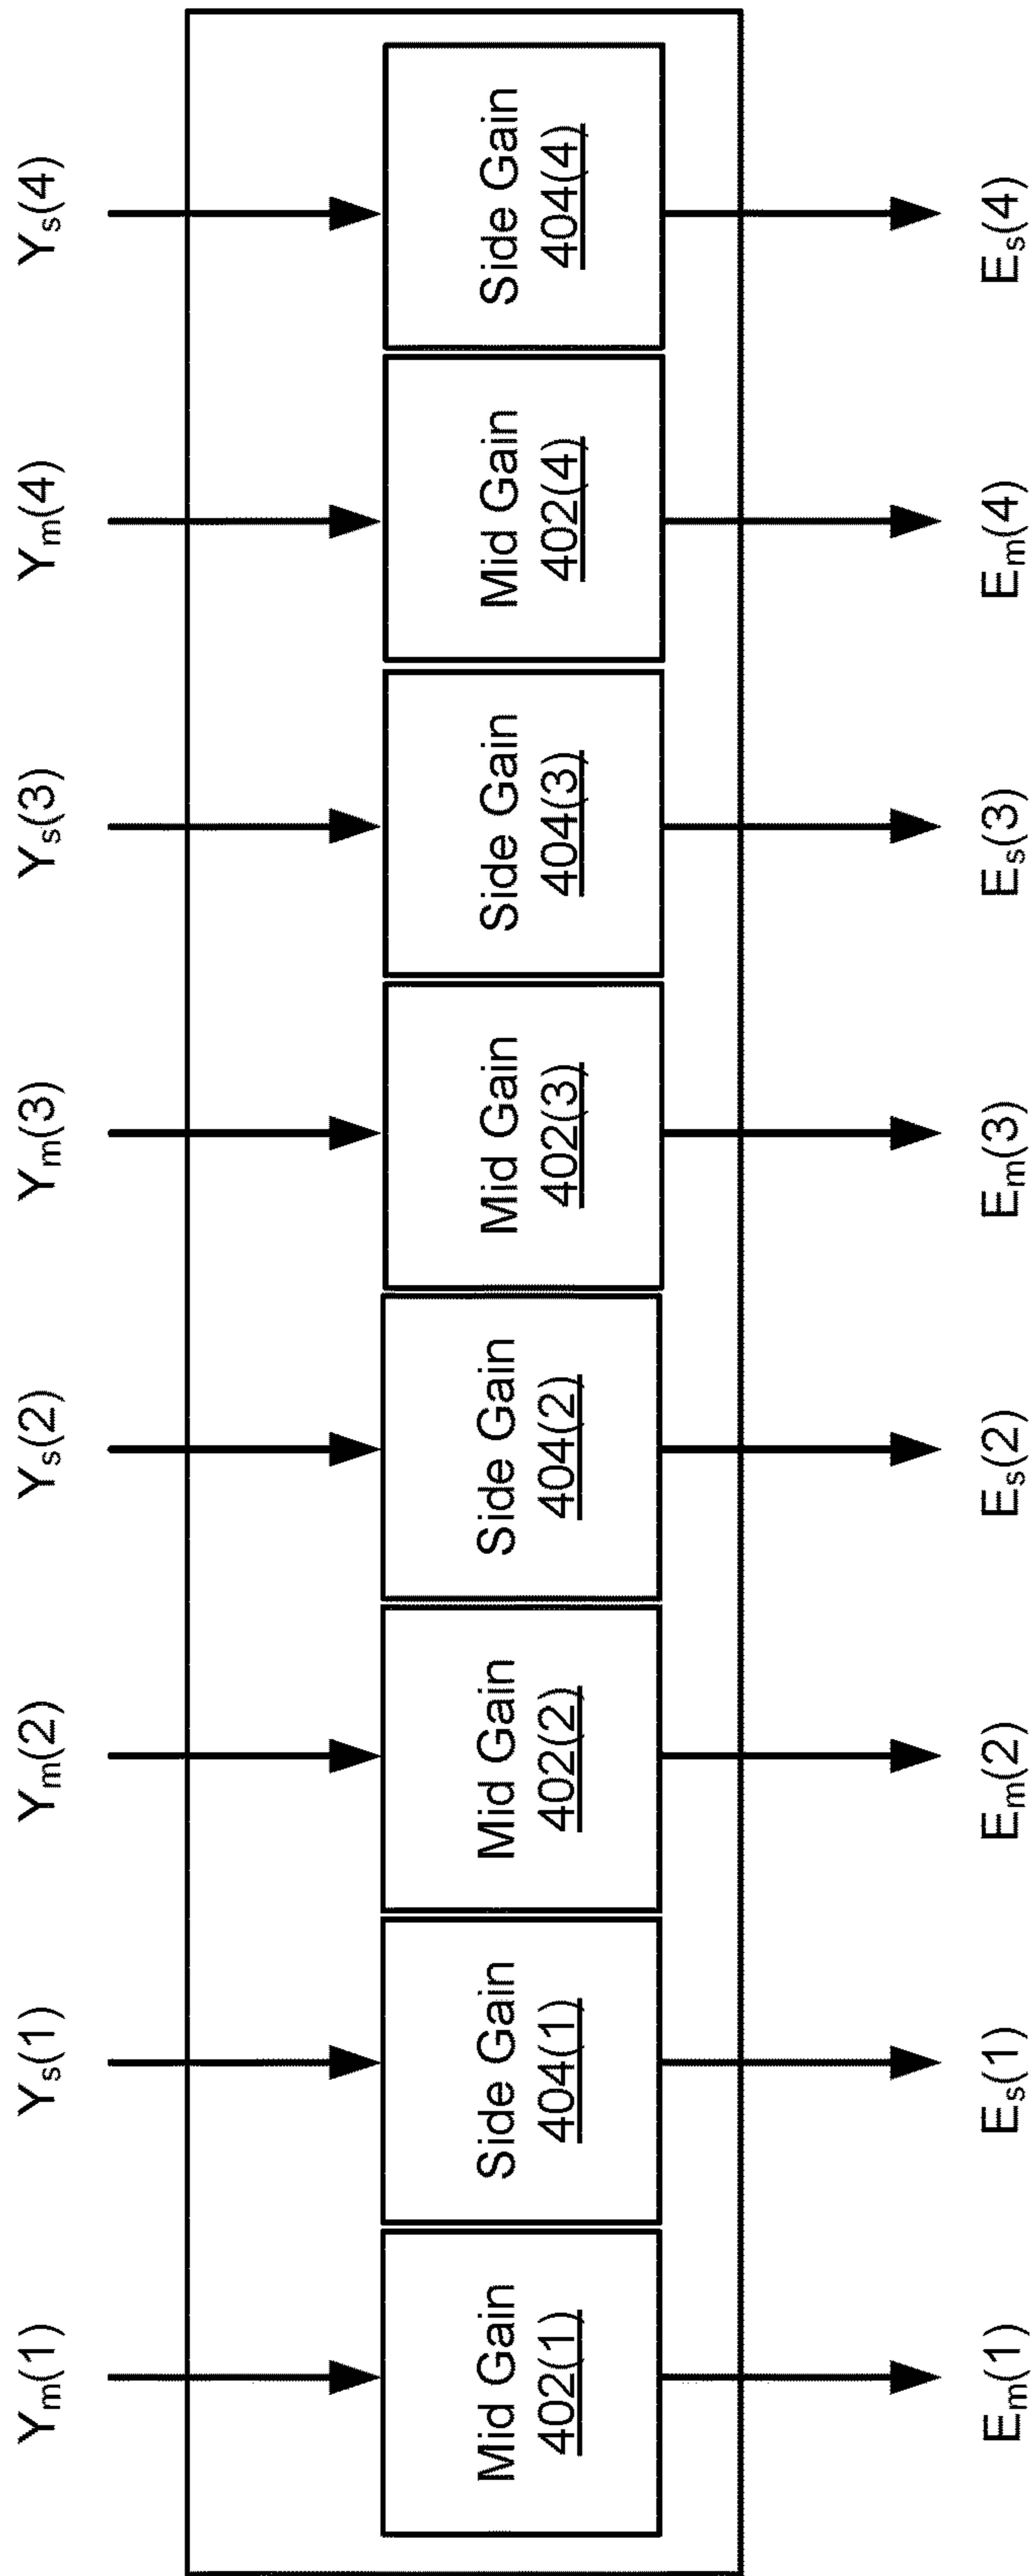 Yₘ(1)
Yₛ(1)
Yₘ(2)
Yₛ(2)
Yₘ(3)
Yₛ(3)
Yₘ(4)
Yₛ(4)
Mid Gain
402(1)
Side Gain
404(1)
Mid Gain
402(2)
Side Gain
404(2)
Mid Gain
402(3)
Side Gain
404(3)
Mid Gain
402(4)
Side Gain
404(4)
Eₘ(1)
Eₛ(1)
Eₘ(2)
Eₛ(2)
Eₘ(3)
Eₛ(3)
Eₘ(4)
Eₛ(4)